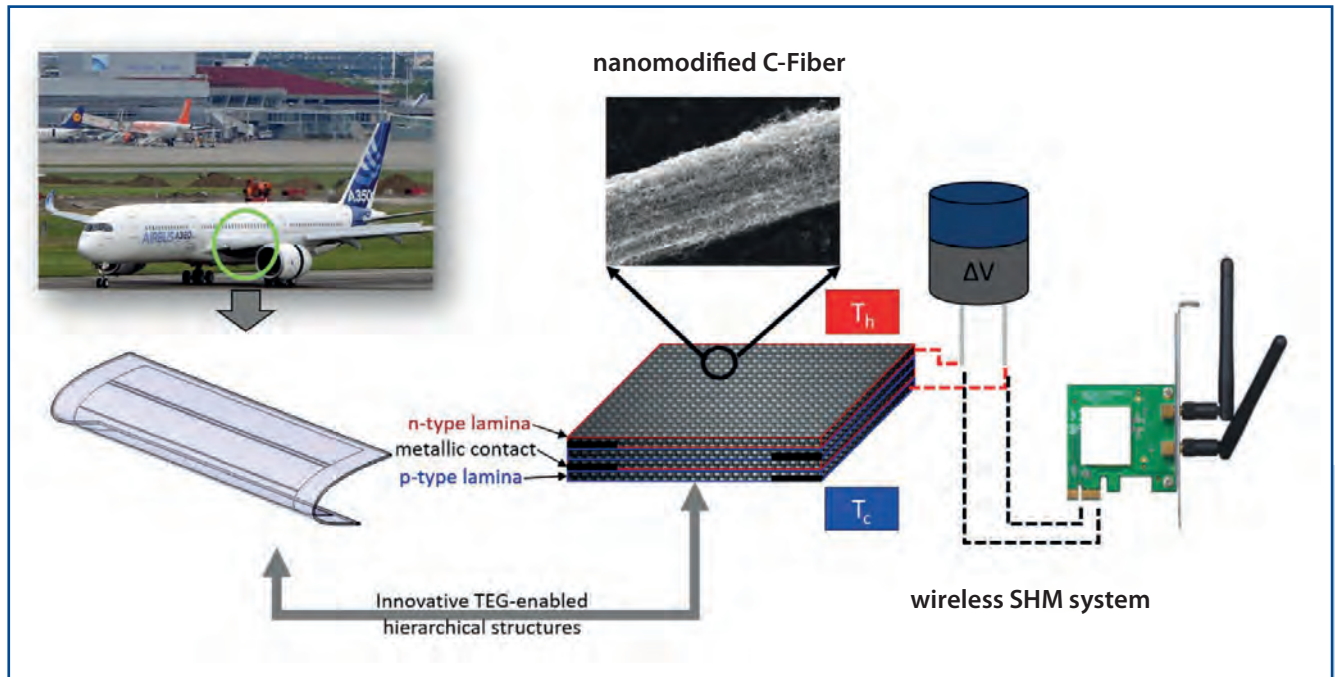 nanomodified C-Fiber
A350
AIRBUS A350
ΔV
Th
n-type lamina
metallic contact
p-type lamina
Tc
Innovative TEG-enabled
hierarchical structures
wireless SHM system